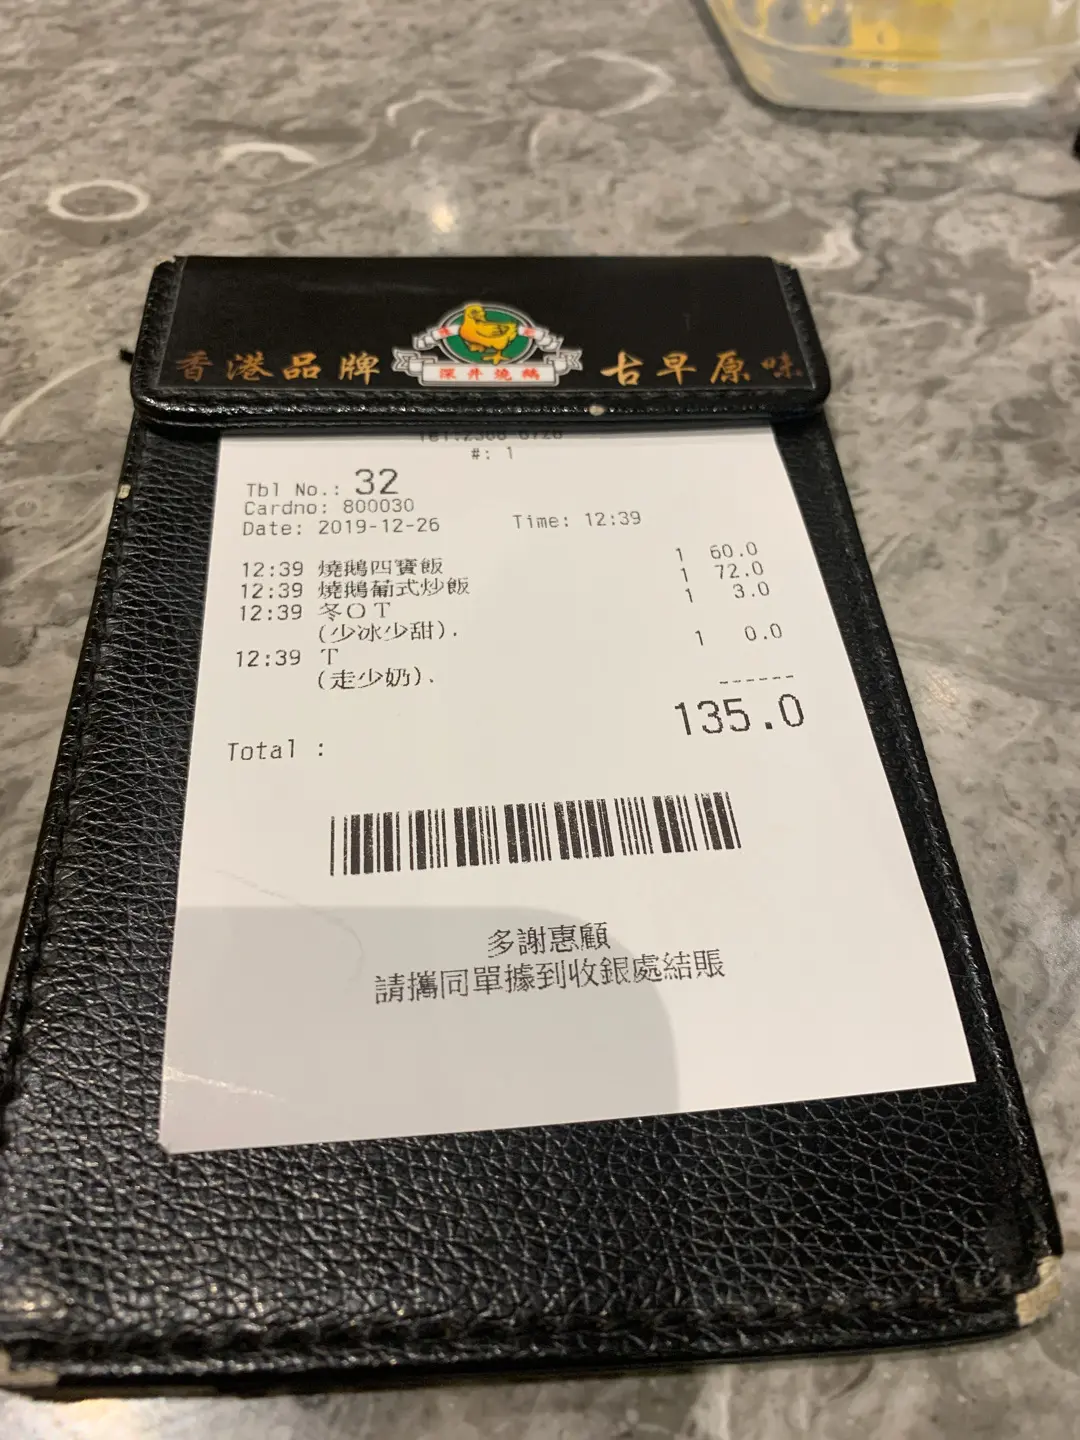 香港品牌
深井燒鵝
古早原味
#: 1
Tbl No.: 32
Cardno: 800030
Date: 2019-12-26 Time: 12:39
12:39 燒鵝四寶飯 1 60.0
12:39 燒鵝葡式炒飯 1 72.0
12:39 冬OT 1 3.0
(少冰少甜).
12:39 T 1 0.0
(走少奶).
------
Total : 135.0
多謝惠顧
請攜同單據到收銀處結賬